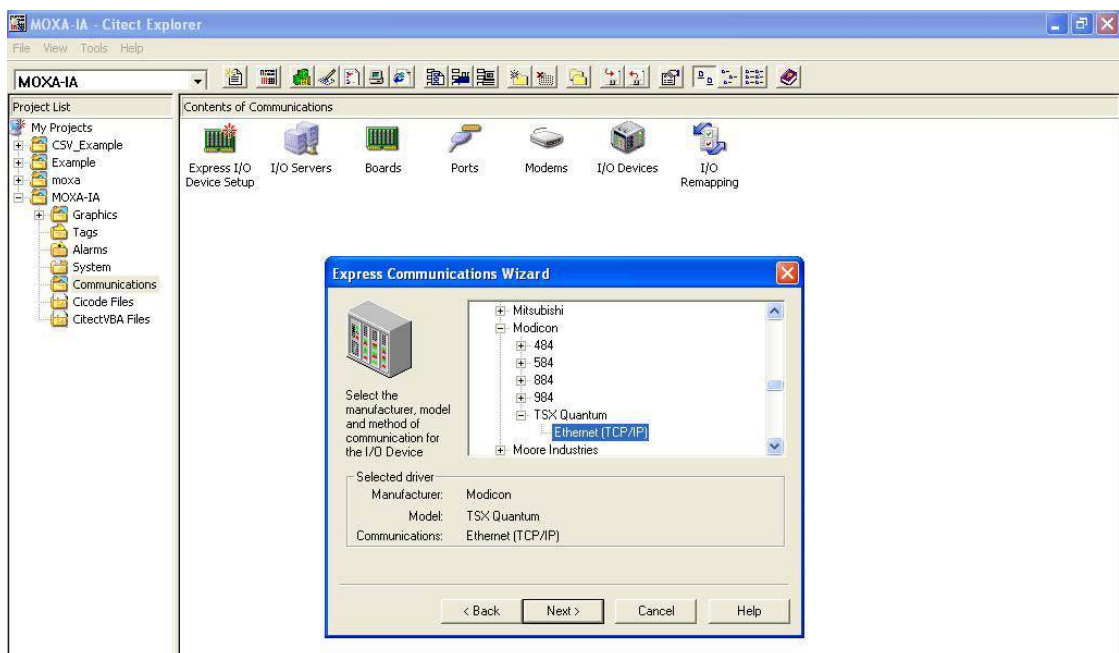 MOXA-IA - Citect Explorer
File View Tools Help
MOXA-IA
Project List
Contents of Communications
My Projects
CSV_Example
Example
moxa
MOXA-IA
Graphics
Tags
Alarms
System
Communications
Cicode Files
CitectVBA Files
Express I/O
Device Setup
I/O Servers
Boards
Ports
Modems
I/O Devices
I/O
Remapping
Express Communications Wizard
Select the
manufacturer, model
and method of
communication for
the I/O Device
Mitsubishi
Modicon
484
584
884
984
TSX Quantum
Ethernet (TCP/IP)
Moore Industries
Selected driver
Manufacturer: Modicon
Model: TSX Quantum
Communications: Ethernet (TCP/IP)
< Back Next > Cancel Help